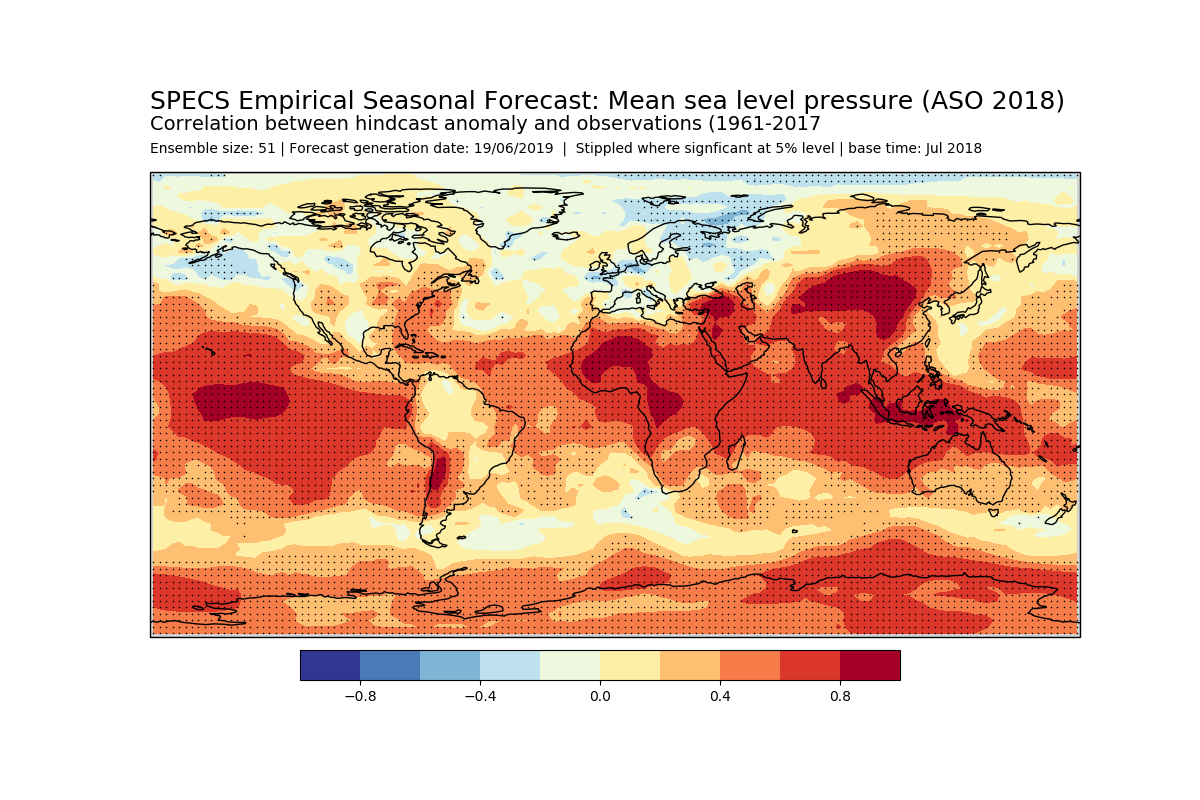 SPECS Empirical Seasonal Forecast: Mean sea level pressure (ASO 2018)
Correlation between hindcast anomaly and observations (1961-2017
Ensemble size: 51 | Forecast generation date: 19/06/2019 | Stippled where signficant at 5% level | base time: Jul 2018
−0.8 −0.4 0.0 0.4 0.8